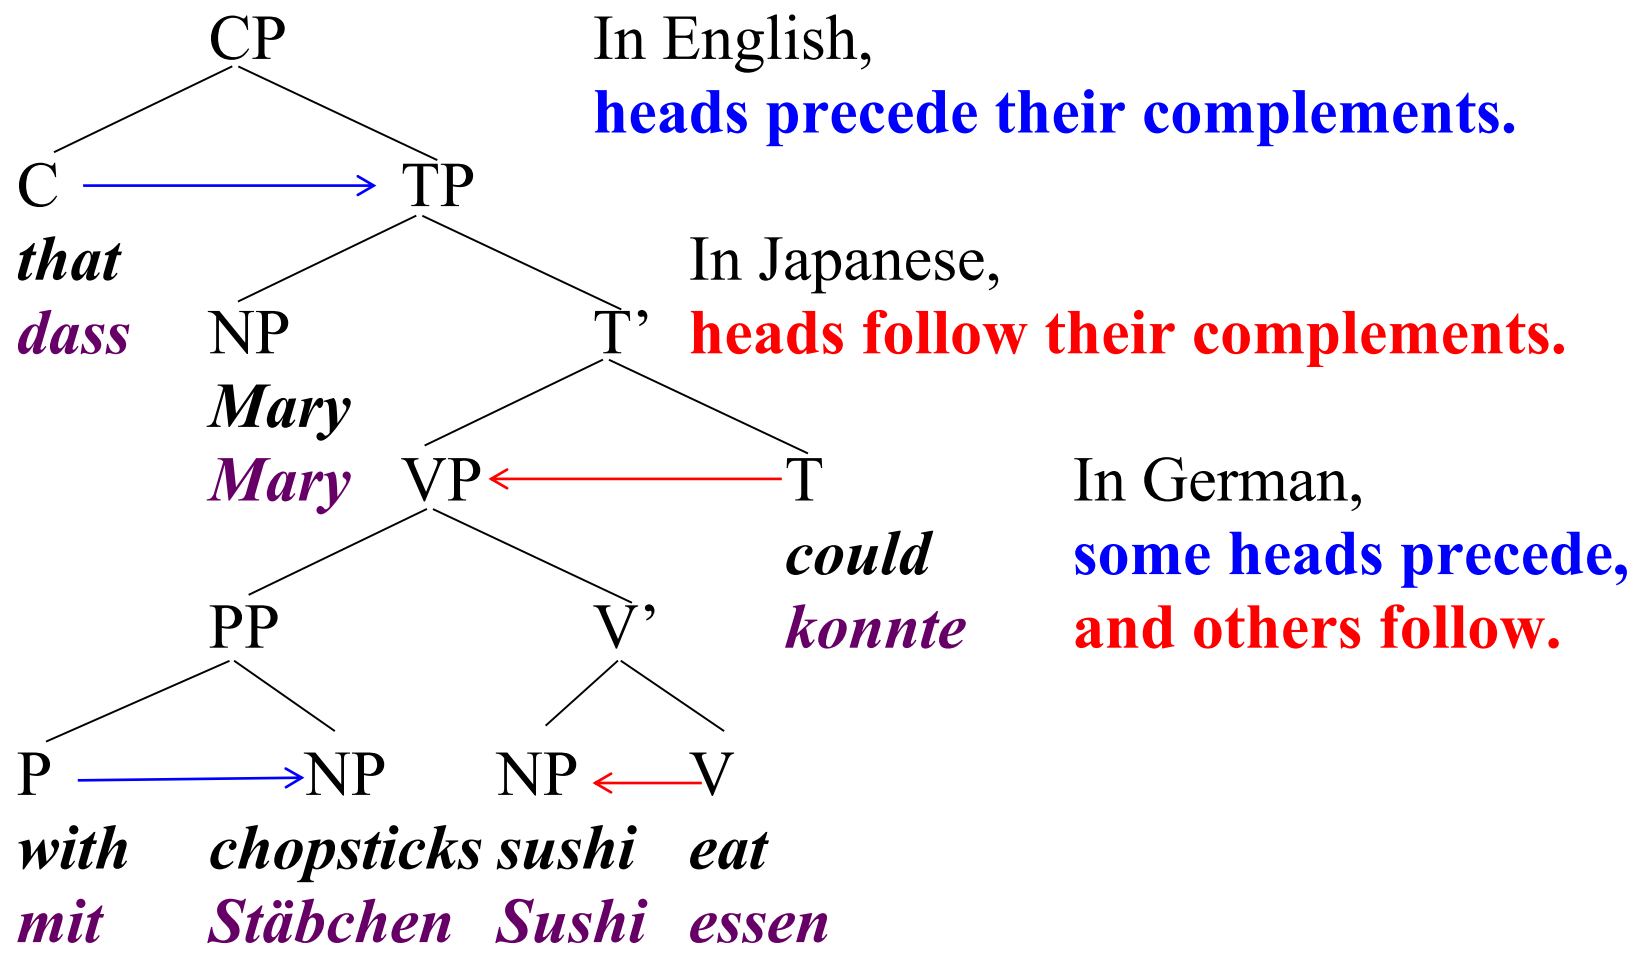 CP
In English,
heads precede their complements.
C TP
that
In Japanese,
dass NP T’ heads follow their complements.
Mary
Mary VP T In German,
could some heads precede,
PP V’ konnte and others follow.
P NP NP V
with chopsticks sushi eat
mit Stäbchen Sushi essen